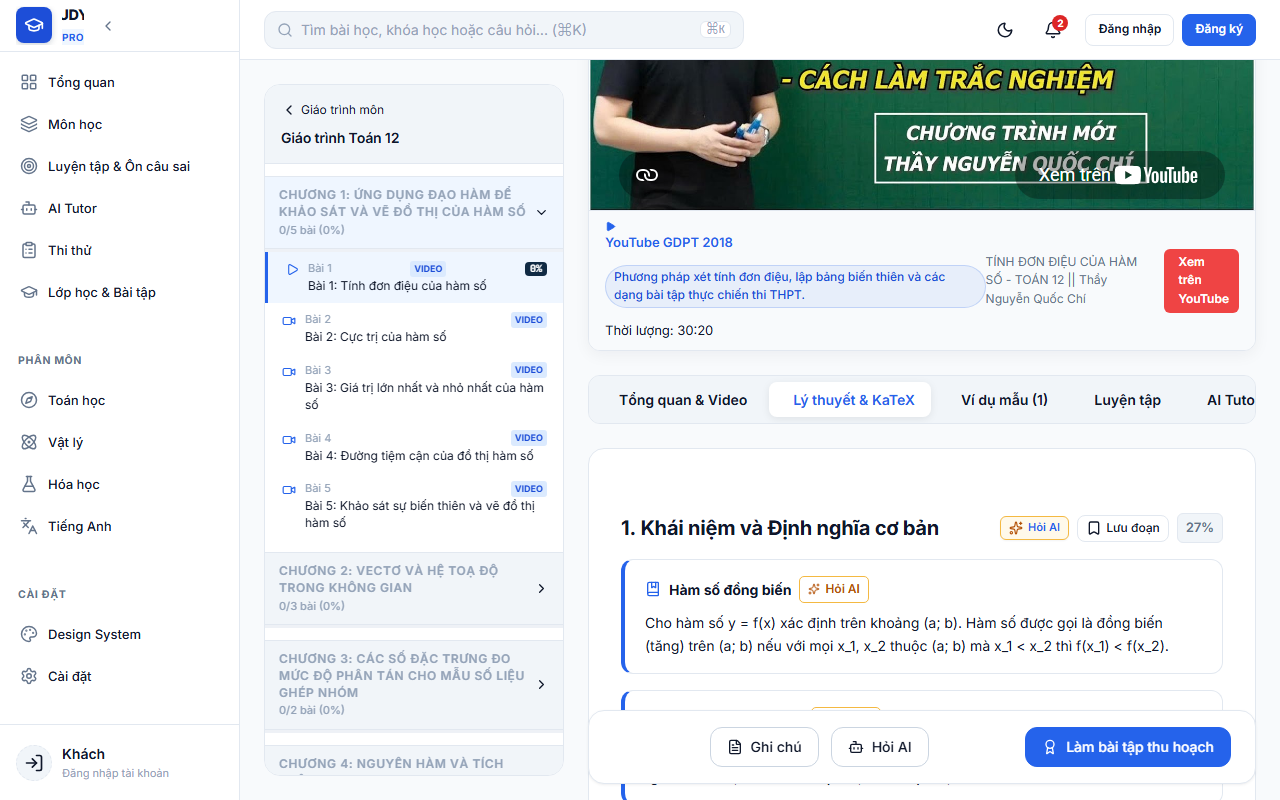 JDY
PRO
Tìm bài học, khóa học hoặc câu hỏi... (⌘K)
⌘K
2
Đăng nhập
Đăng ký
Tổng quan
Môn học
Luyện tập & Ôn câu sai
AI Tutor
Thi thử
Lớp học & Bài tập
PHÂN MÔN
Toán học
Vật lý
Hóa học
Tiếng Anh
CÀI ĐẶT
Design System
Cài đặt
Khách
Đăng nhập tài khoản
Giáo trình môn
Giáo trình Toán 12
CHƯƠNG 1: ỨNG DỤNG ĐẠO HÀM ĐỂ
KHẢO SÁT VÀ VẼ ĐỒ THỊ CỦA HÀM SỐ
0/5 bài (0%)
Bài 1
VIDEO
0%
Bài 1: Tính đơn điệu của hàm số
Bài 2
VIDEO
Bài 2: Cực trị của hàm số
Bài 3
VIDEO
Bài 3: Giá trị lớn nhất và nhỏ nhất của hàm
số
Bài 4
VIDEO
Bài 4: Đường tiệm cận của đồ thị hàm số
Bài 5
VIDEO
Bài 5: Khảo sát sự biến thiên và vẽ đồ thị
hàm số
CHƯƠNG 2: VECTƠ VÀ HỆ TOẠ ĐỘ
TRONG KHÔNG GIAN
0/3 bài (0%)
CHƯƠNG 3: CÁC SỐ ĐẶC TRƯNG ĐO
MỨC ĐỘ PHÂN TÁN CHO MẪU SỐ LIỆU
GHÉP NHÓM
0/2 bài (0%)
CHƯƠNG 4: NGUYÊN HÀM VÀ TÍCH
- CÁCH LÀM TRẮC NGHIỆM
CHƯƠNG TRÌNH MỚI
THẦY NGUYỄN QUỐC CHÍ
Xem trên YouTube
YouTube GDPT 2018
Phương pháp xét tính đơn điệu, lập bảng biến thiên và các
dạng bài tập thực chiến thi THPT.
TÍNH ĐƠN ĐIỆU CỦA HÀM
SỐ - TOÁN 12 || Thầy
Nguyễn Quốc Chí
Xem
trên
YouTube
Thời lượng: 30:20
Tổng quan & Video
Lý thuyết & KaTeX
Ví dụ mẫu (1)
Luyện tập
AI Tuto
1. Khái niệm và Định nghĩa cơ bản
Hỏi AI
Lưu đoạn
27%
Hàm số đồng biến
Hỏi AI
Cho hàm số y = f(x) xác định trên khoảng (a; b). Hàm số được gọi là đồng biến
(tăng) trên (a; b) nếu với mọi x_1, x_2 thuộc (a; b) mà x_1 < x_2 thì f(x_1) < f(x_2).
Ghi chú
Hỏi AI
Làm bài tập thu hoạch